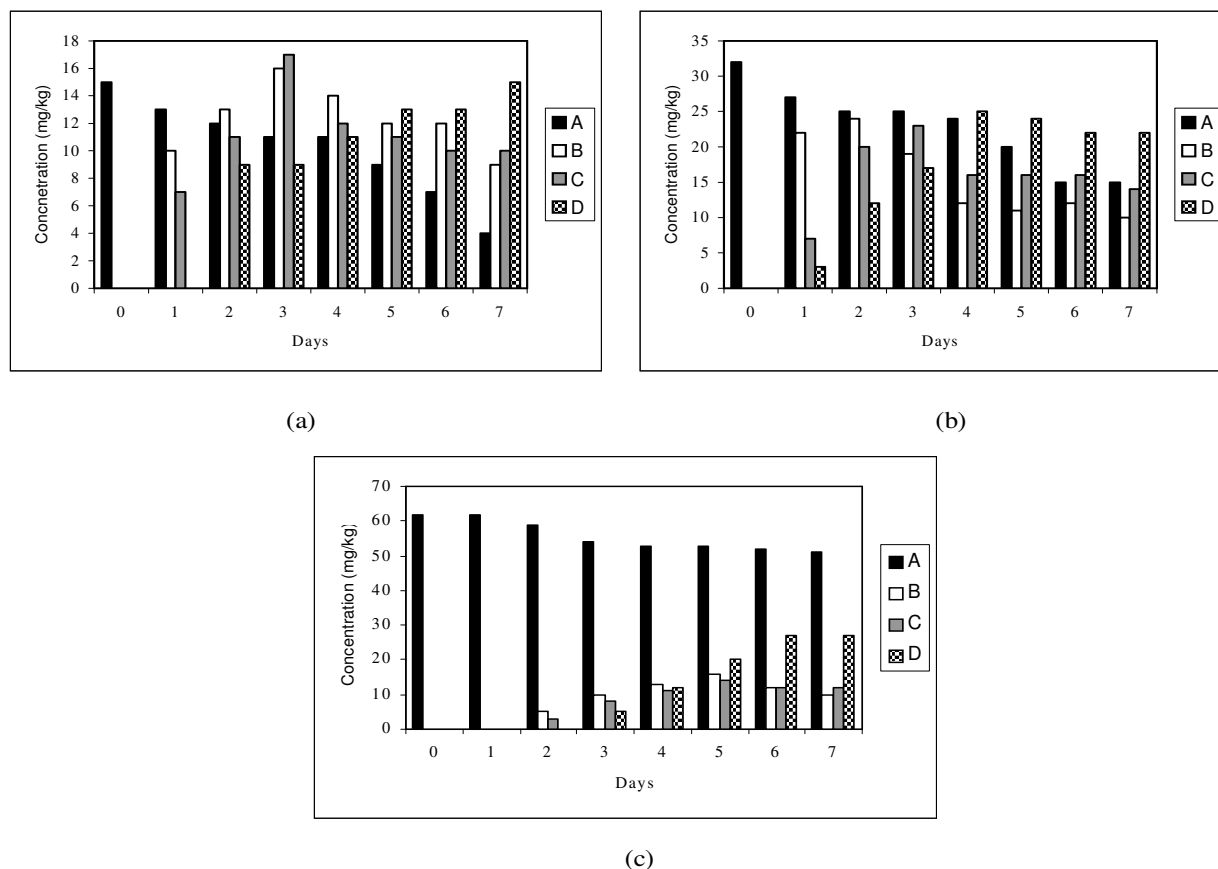 18
16
14
12
10
8
6
4
2
0
Concnetration (mg/kg)
0 1 2 3 4 5 6 7
Days
A
B
C
D
(a)
35
30
25
20
15
10
5
0
Concentration (mg/kg)
0 1 2 3 4 5 6 7
Days
A
B
C
D
(b)
70
60
50
40
30
20
10
0
Concentration (mg/kg)
0 1 2 3 4 5 6 7
Days
A
B
C
D
(c)